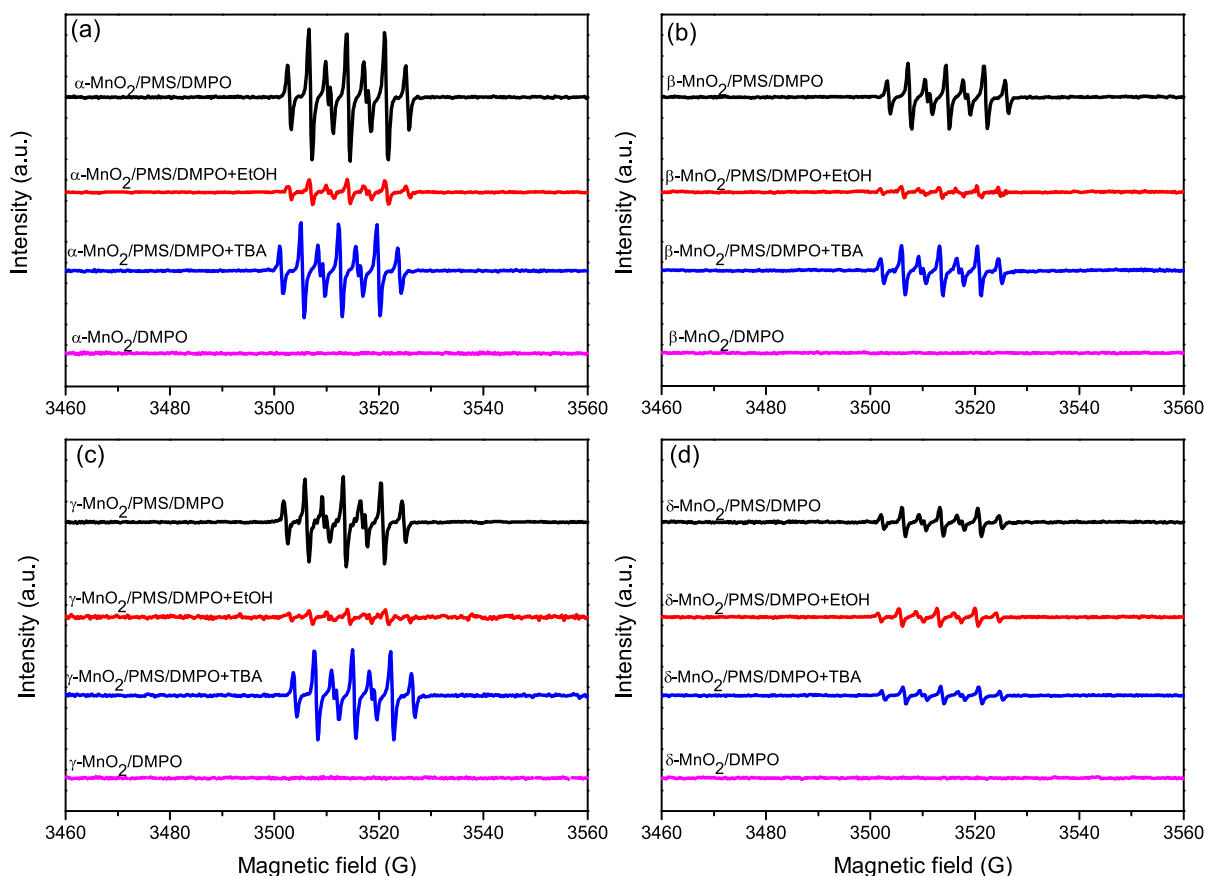 (a)
α-MnO2/PMS/DMPO
α-MnO2/PMS/DMPO+EtOH
α-MnO2/PMS/DMPO+TBA
α-MnO2/DMPO
Intensity (a.u.)
3460 3480 3500 3520 3540 3560
(b)
β-MnO2/PMS/DMPO
β-MnO2/PMS/DMPO+EtOH
β-MnO2/PMS/DMPO+TBA
β-MnO2/DMPO
Intensity (a.u.)
3460 3480 3500 3520 3540 3560
(c)
γ-MnO2/PMS/DMPO
γ-MnO2/PMS/DMPO+EtOH
γ-MnO2/PMS/DMPO+TBA
γ-MnO2/DMPO
Intensity (a.u.)
3460 3480 3500 3520 3540 3560
Magnetic field (G)
(d)
δ-MnO2/PMS/DMPO
δ-MnO2/PMS/DMPO+EtOH
δ-MnO2/PMS/DMPO+TBA
δ-MnO2/DMPO
Intensity (a.u.)
3460 3480 3500 3520 3540 3560
Magnetic field (G)